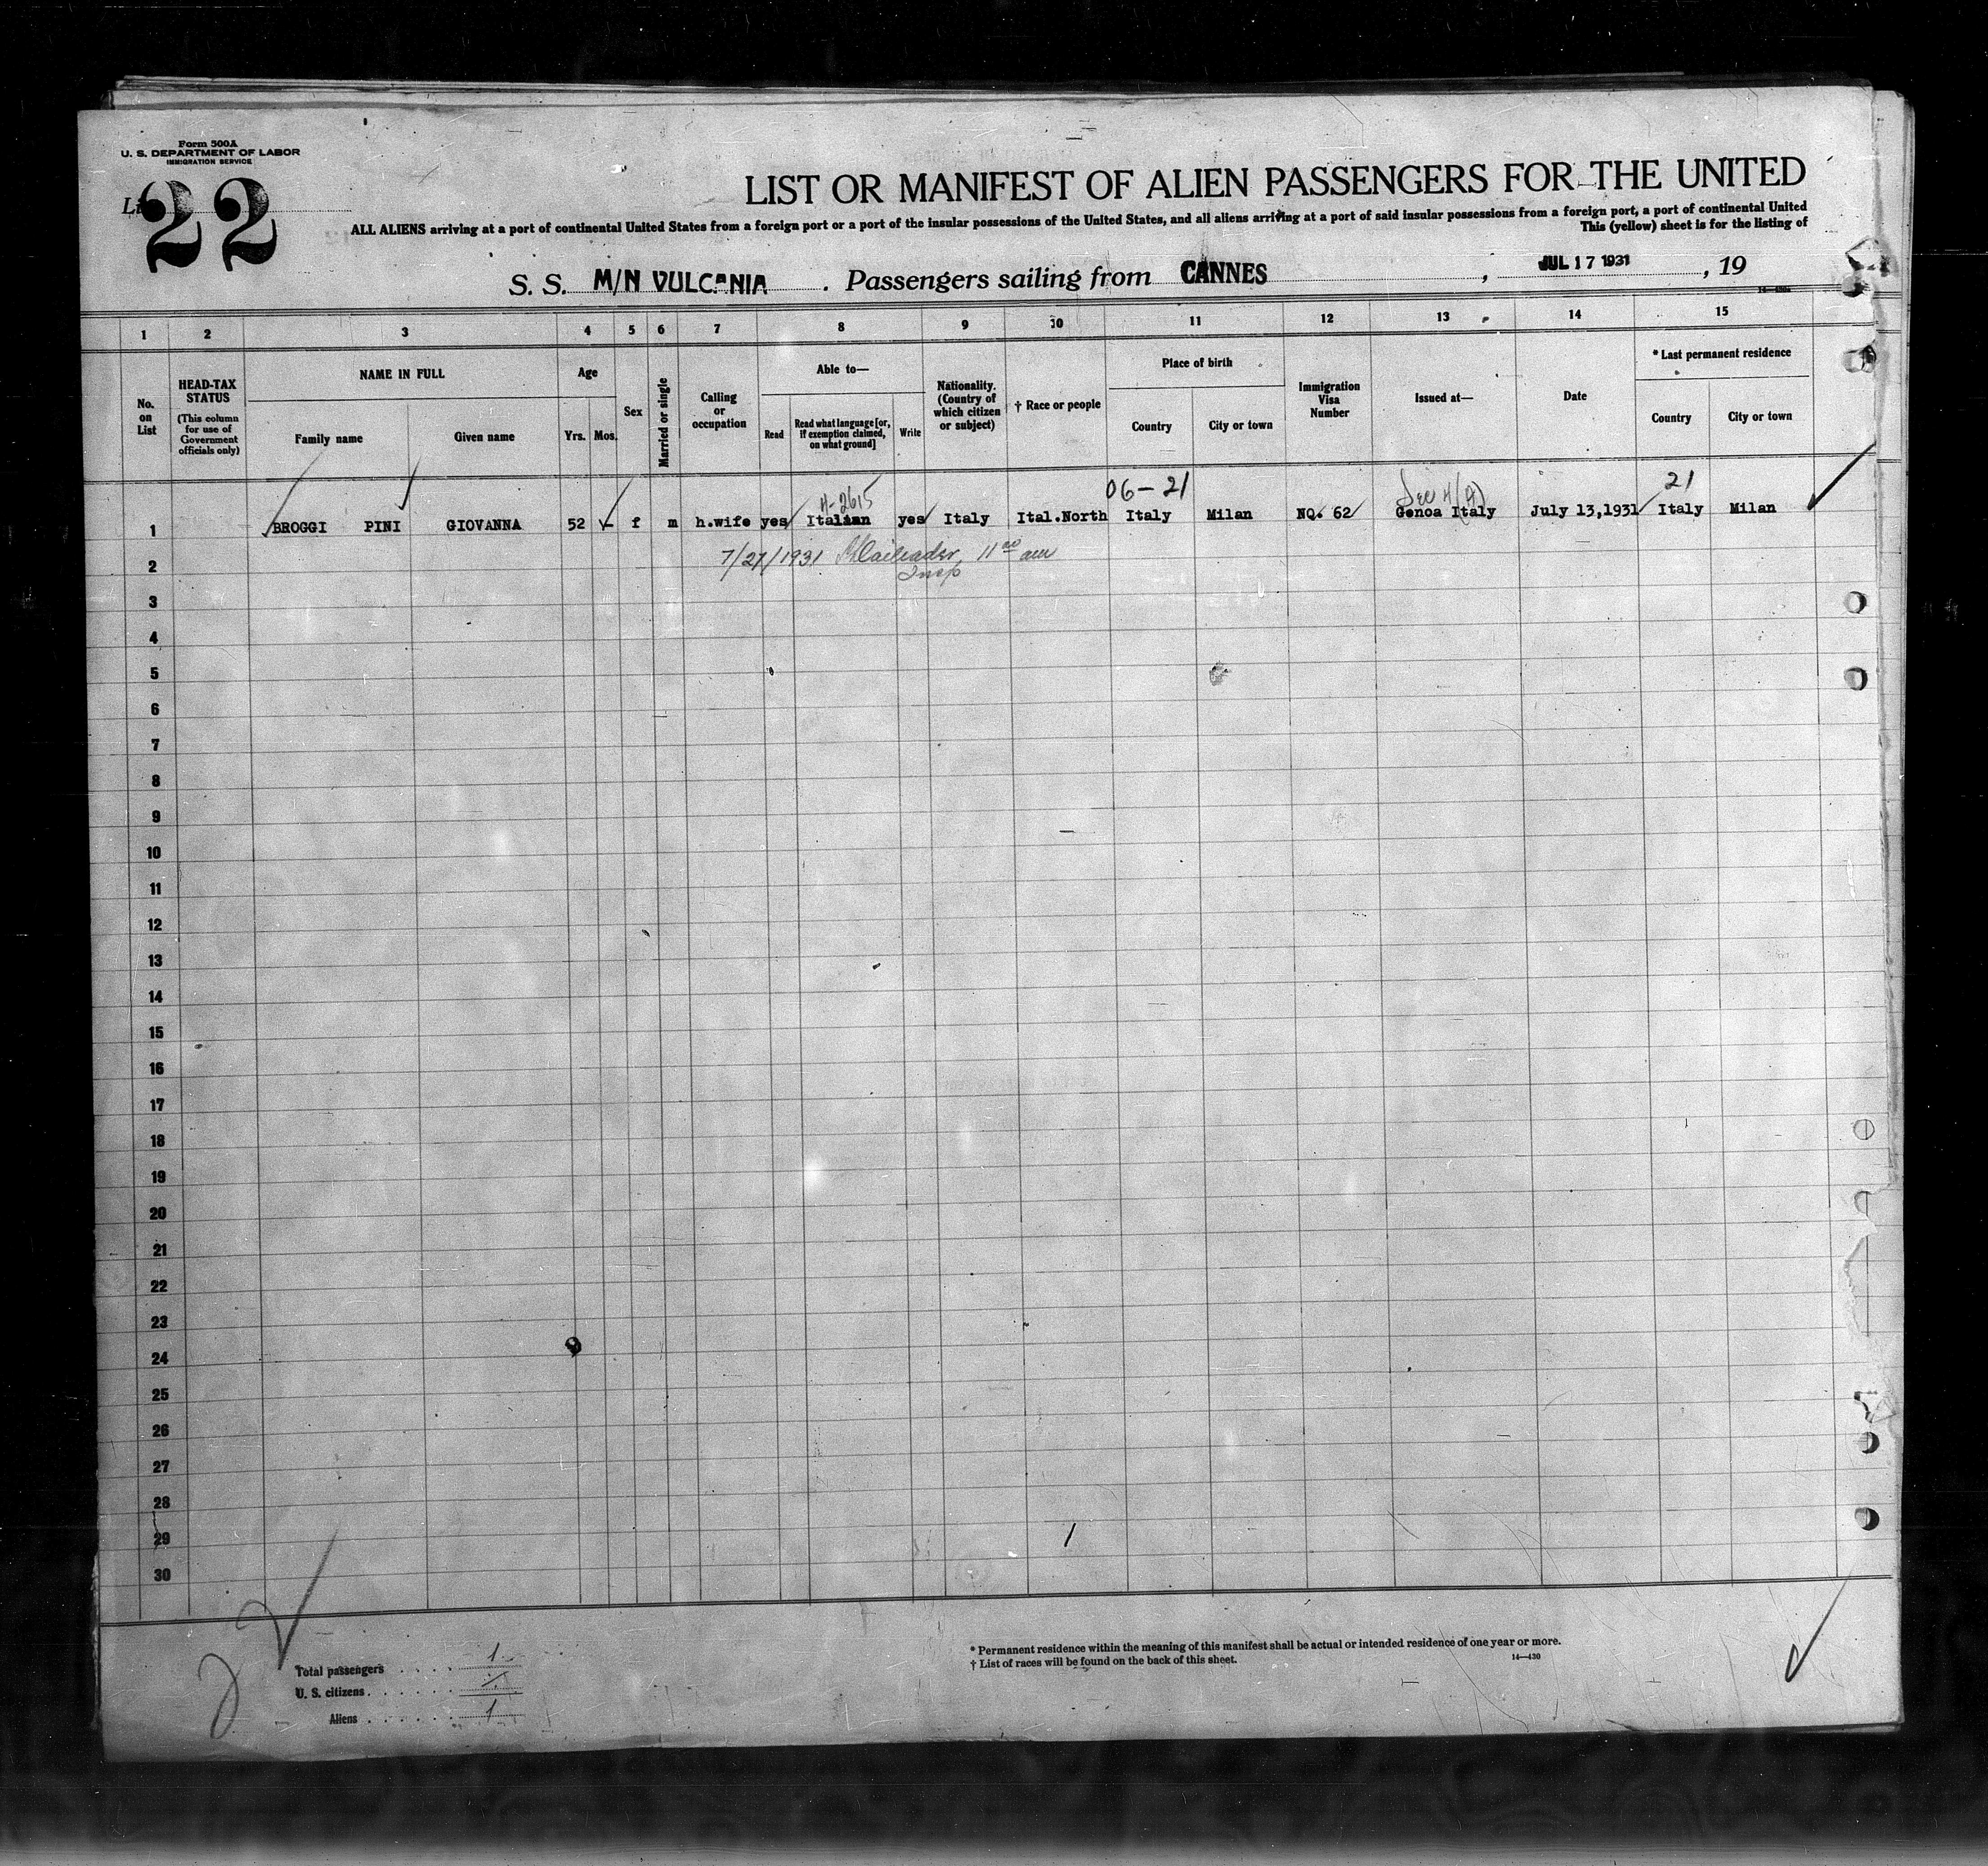 Form 500A
U. S. DEPARTMENT OF LABOR
IMMIGRATION SERVICE
22
LIST OR MANIFEST OF ALIEN PASSENGERS FOR THE UNITED
ALL ALIENS arriving at a port of continental United States from a foreign port or a port of the insular possessions of the United States, and all aliens arriving at a port of said insular possessions from a foreign port, a port of continental United
This (yellow) sheet is for the listing of
S. S. M/N VULCANIA . Passengers sailing from CANNES , JUL 17 1931 , 19
1 2 3 4 5 6 7 8 9 10 11 12 13 14 15
No. on List
HEAD-TAX STATUS
(This column for use of Government officials only)
NAME IN FULL
Family name
Given name
Age
Yrs.
Mos.
Sex
Married or single
Calling or occupation
Able to—
Read
Read what language [or, if exemption claimed, on what ground]
Write
Nationality. (Country of which citizen or subject)
† Race or people
Place of birth
Country
City or town
Immigration Visa Number
Issued at—
Date
* Last permanent residence
Country
City or town
06-21
21
1 BROGGI PINI GIOVANNA 52 f m h.wife yes Italian yes Italy Ital.North Italy Milan NO. 62 Genoa Italy July 13,1931 Italy Milan
7/27/1931 11 00 am
Insp
2
3
4
5
6
7
8
9
10
11
12
13
14
15
16
17
18
19
20
21
22
23
24
25
26
27
28
29
30
Total passengers 1
U. S. citizens
Aliens 1
* Permanent residence within the meaning of this manifest shall be actual or intended residence of one year or more.
† List of races will be found on the back of this sheet.
14—430